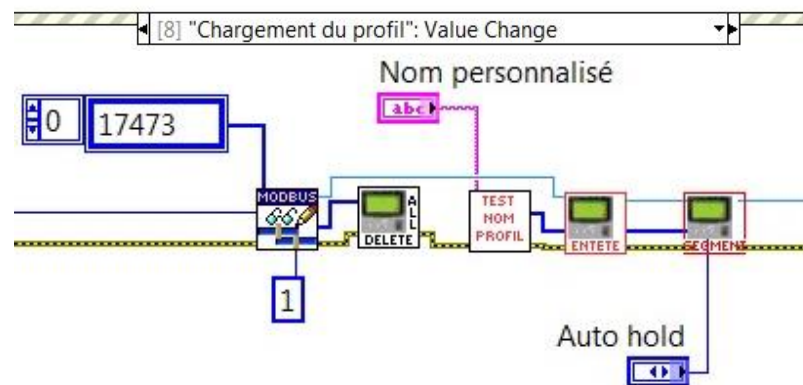 [8] "Chargement du profil": Value Change
Nom personnalisé
abc
0 17473
MODBUS
ALL
DELETE
TEST
NOM
PROFIL
ENTETE
SEGMENT
1
Auto hold